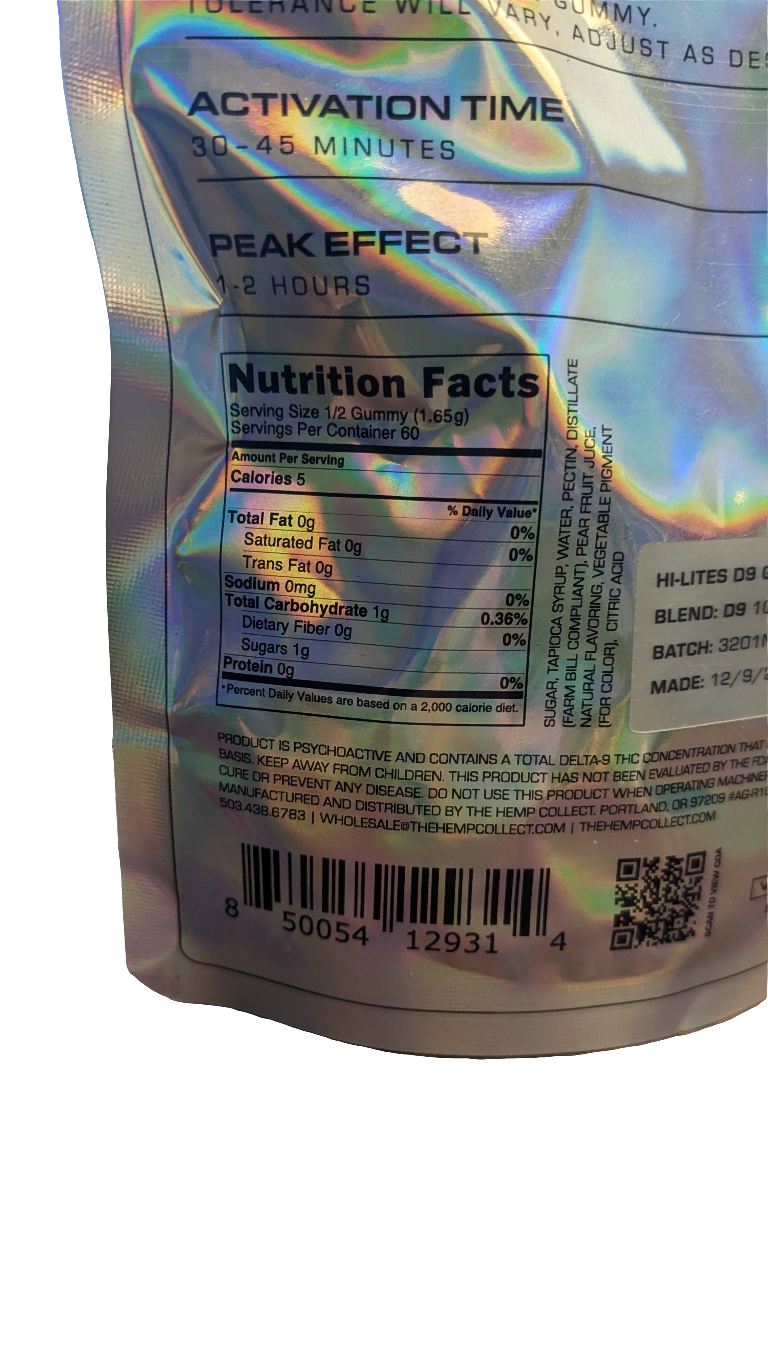 TOLERANCE WILL VARY, ADJUST AS
GUMMY.
ACTIVATION TIME
30-45 MINUTES
PEAK EFFECT
1-2 HOURS
Nutrition Facts
Serving Size 1/2 Gummy (1.65g)
Servings Per Container 60
Amount Per Serving
Calories 5
% Daily Value*
Total Fat 0g 0%
Saturated Fat 0g 0%
Trans Fat 0g
Sodium 0mg 0%
Total Carbohydrate 1g 0.36%
Dietary Fiber 0g 0%
Sugars 1g
Protein 0g 0%
*Percent Daily Values are based on a 2,000 calorie diet.
SUGAR, TAPIOCA SYRUP, WATER, PECTIN, DISTILLATE
(FARM BILL COMPLIANT), PEAR FRUIT JUCE,
NATURAL FLAVORING, VEGETABLE PIGMENT
(FOR COLOR), CITRIC ACID
HI-LITES D9
BLEND: D9
BATCH: 3201
MADE: 12/9/
PRODUCT IS PSYCHOACTIVE AND CONTAINS A TOTAL DELTA-9 THC CONCENTRATION THAT
BASIS. KEEP AWAY FROM CHILDREN. THIS PRODUCT HAS NOT BEEN EVALUATED BY THE FDA
CURE OR PREVENT ANY DISEASE. DO NOT USE THIS PRODUCT WHEN OPERATING
MANUFACTURED AND DISTRIBUTED BY THE HEMP COLLECT. PORTLAND, OR 97209
503.438.6783 | WHOLESALE@THEHEMPCOLLECT.COM | THEHEMPCOLLECT.COM
8 50054 12931 4
SCAN TO VIEW COA